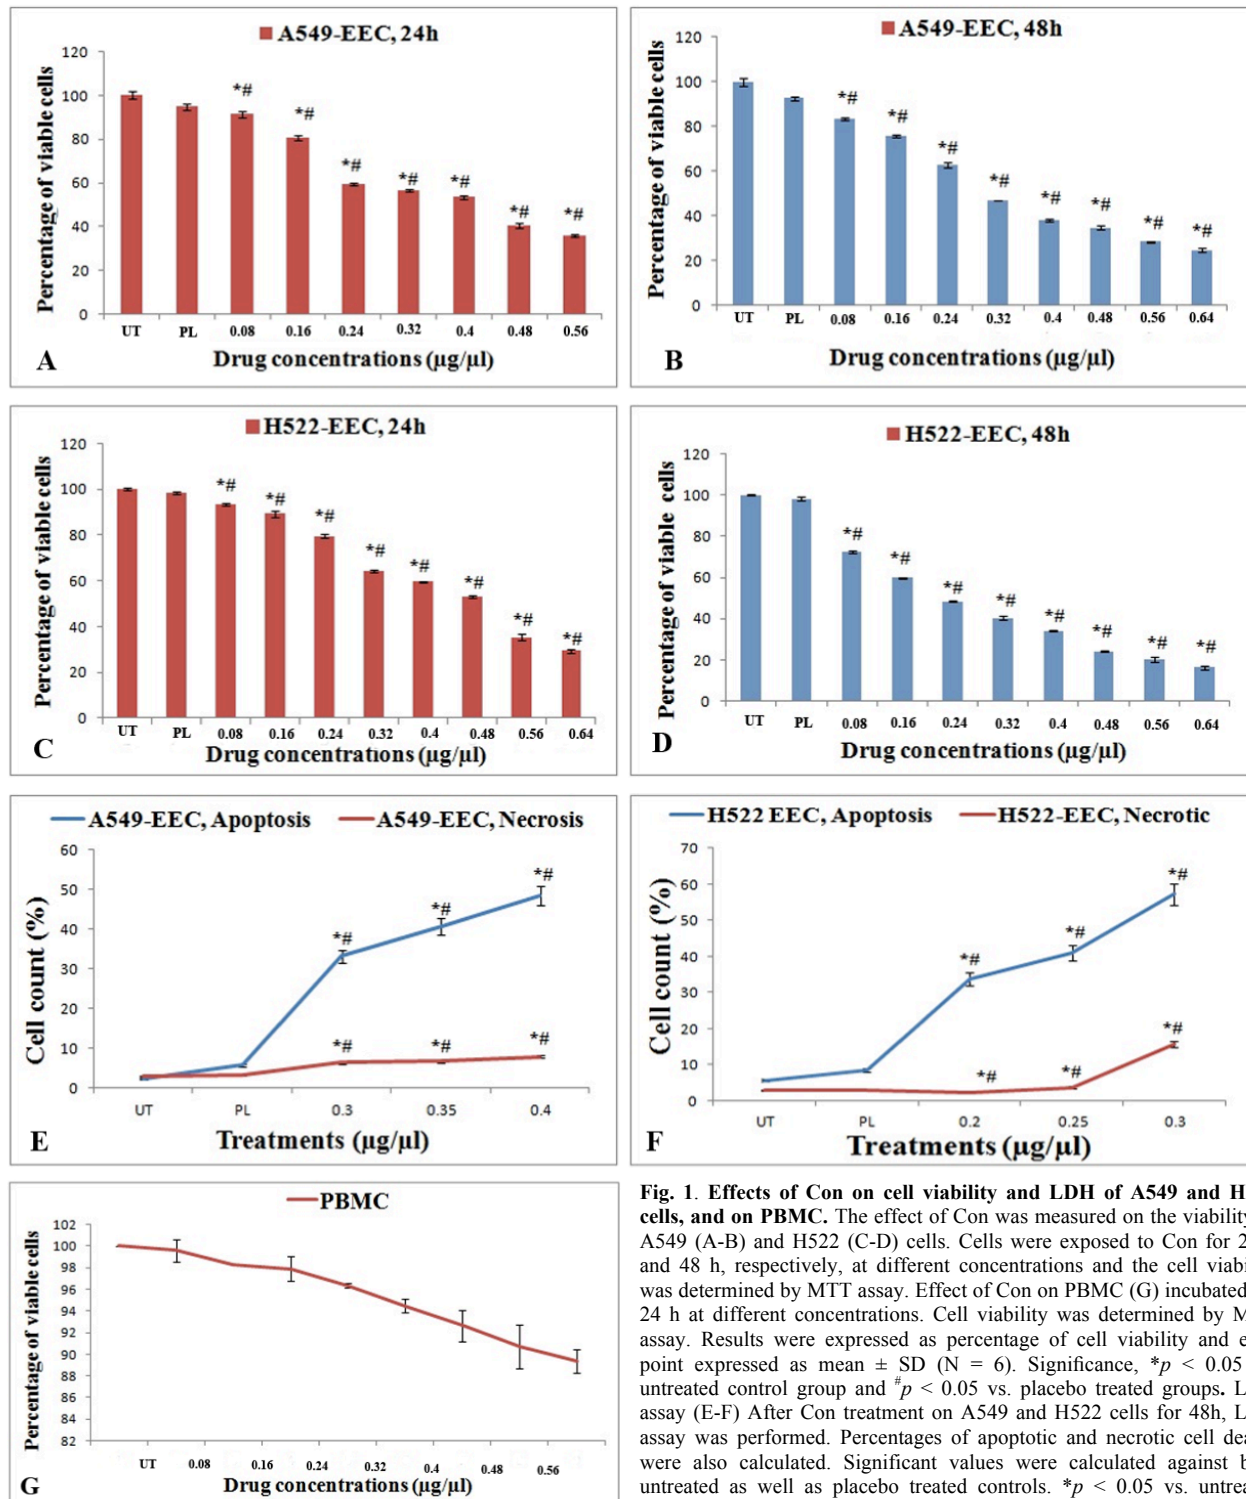 A549-EEC, 24h
Percentage of viable cells
120
100
80
60
40
20
0
*# *# *# *# *# *# *#
UT PL 0.08 0.16 0.24 0.32 0.4 0.48 0.56
Drug concentrations (µg/µl)
A
A549-EEC, 48h
Percentage of viable cells
120
100
80
60
40
20
0
*# *# *# *# *# *# *# *#
UT PL 0.08 0.16 0.24 0.32 0.4 0.48 0.56 0.64
Drug concentrations (µg/µl)
B
H522-EEC, 24h
Percentage of viable cells
120
100
80
60
40
20
0
*# *# *# *# *# *# *# *#
UT PL 0.08 0.16 0.24 0.32 0.4 0.48 0.56 0.64
Drug concentrations (µg/µl)
C
H522-EEC, 48h
Percentage of viable cells
120
100
80
60
40
20
0
*# *# *# *# *# *# *# *#
UT PL 0.08 0.16 0.24 0.32 0.4 0.48 0.56 0.64
Drug concentrations (µg/µl)
D
A549-EEC, Apoptosis A549-EEC, Necrosis
Cell count (%)
60
50
40
30
20
10
0
*# *# *#
*# *# *#
UT PL 0.3 0.35 0.4
Treatments (µg/µl)
E
H522 EEC, Apoptosis H522-EEC, Necrotic
Cell count (%)
70
60
50
40
30
20
10
0
*# *# *#
*# *# *#
UT PL 0.2 0.25 0.3
Treatments (µg/µl)
F
PBMC
Percentage of viable cells
102
100
98
96
94
92
90
88
86
84
82
UT 0.08 0.16 0.24 0.32 0.4 0.48 0.56
Drug concentrations (µg/µl)
G
Fig. 1. Effects of Con on cell viability and LDH of A549 and H
cells, and on PBMC. The effect of Con was measured on the viability
A549 (A-B) and H522 (C-D) cells. Cells were exposed to Con for 2
and 48 h, respectively, at different concentrations and the cell viabi
was determined by MTT assay. Effect of Con on PBMC (G) incubated
24 h at different concentrations. Cell viability was determined by M
assay. Results were expressed as percentage of cell viability and e
point expressed as mean ± SD (N = 6). Significance, *p < 0.05
untreated control group and #p < 0.05 vs. placebo treated groups. L
assay (E-F) After Con treatment on A549 and H522 cells for 48h, L
assay was performed. Percentages of apoptotic and necrotic cell dea
were also calculated. Significant values were calculated against b
untreated as well as placebo treated controls. *p < 0.05 vs. untrea